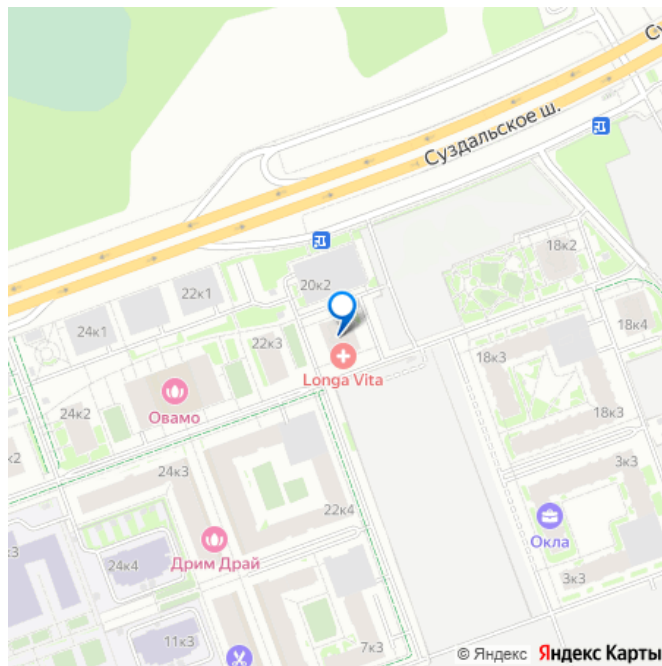 Су
Суздальское ш.
18к2
20к2
22к1
24к1
18к4
22к3
18к3
Longa Vita
Овамо
24к2
18к3
к2
24к3
3к3
22к4
Окла
Дрим Драй
к3
24к4
3к3
11к3
7к3
© Яндекс Яндекс Карты